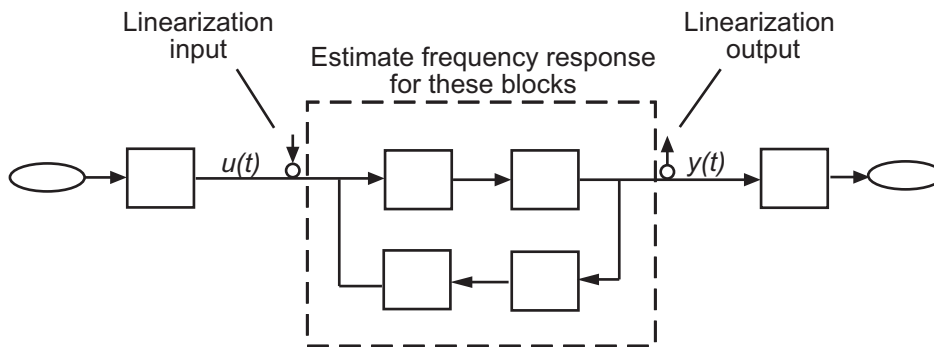 Linearization
input
Estimate frequency response
for these blocks
Linearization
output
u(t)
y(t)